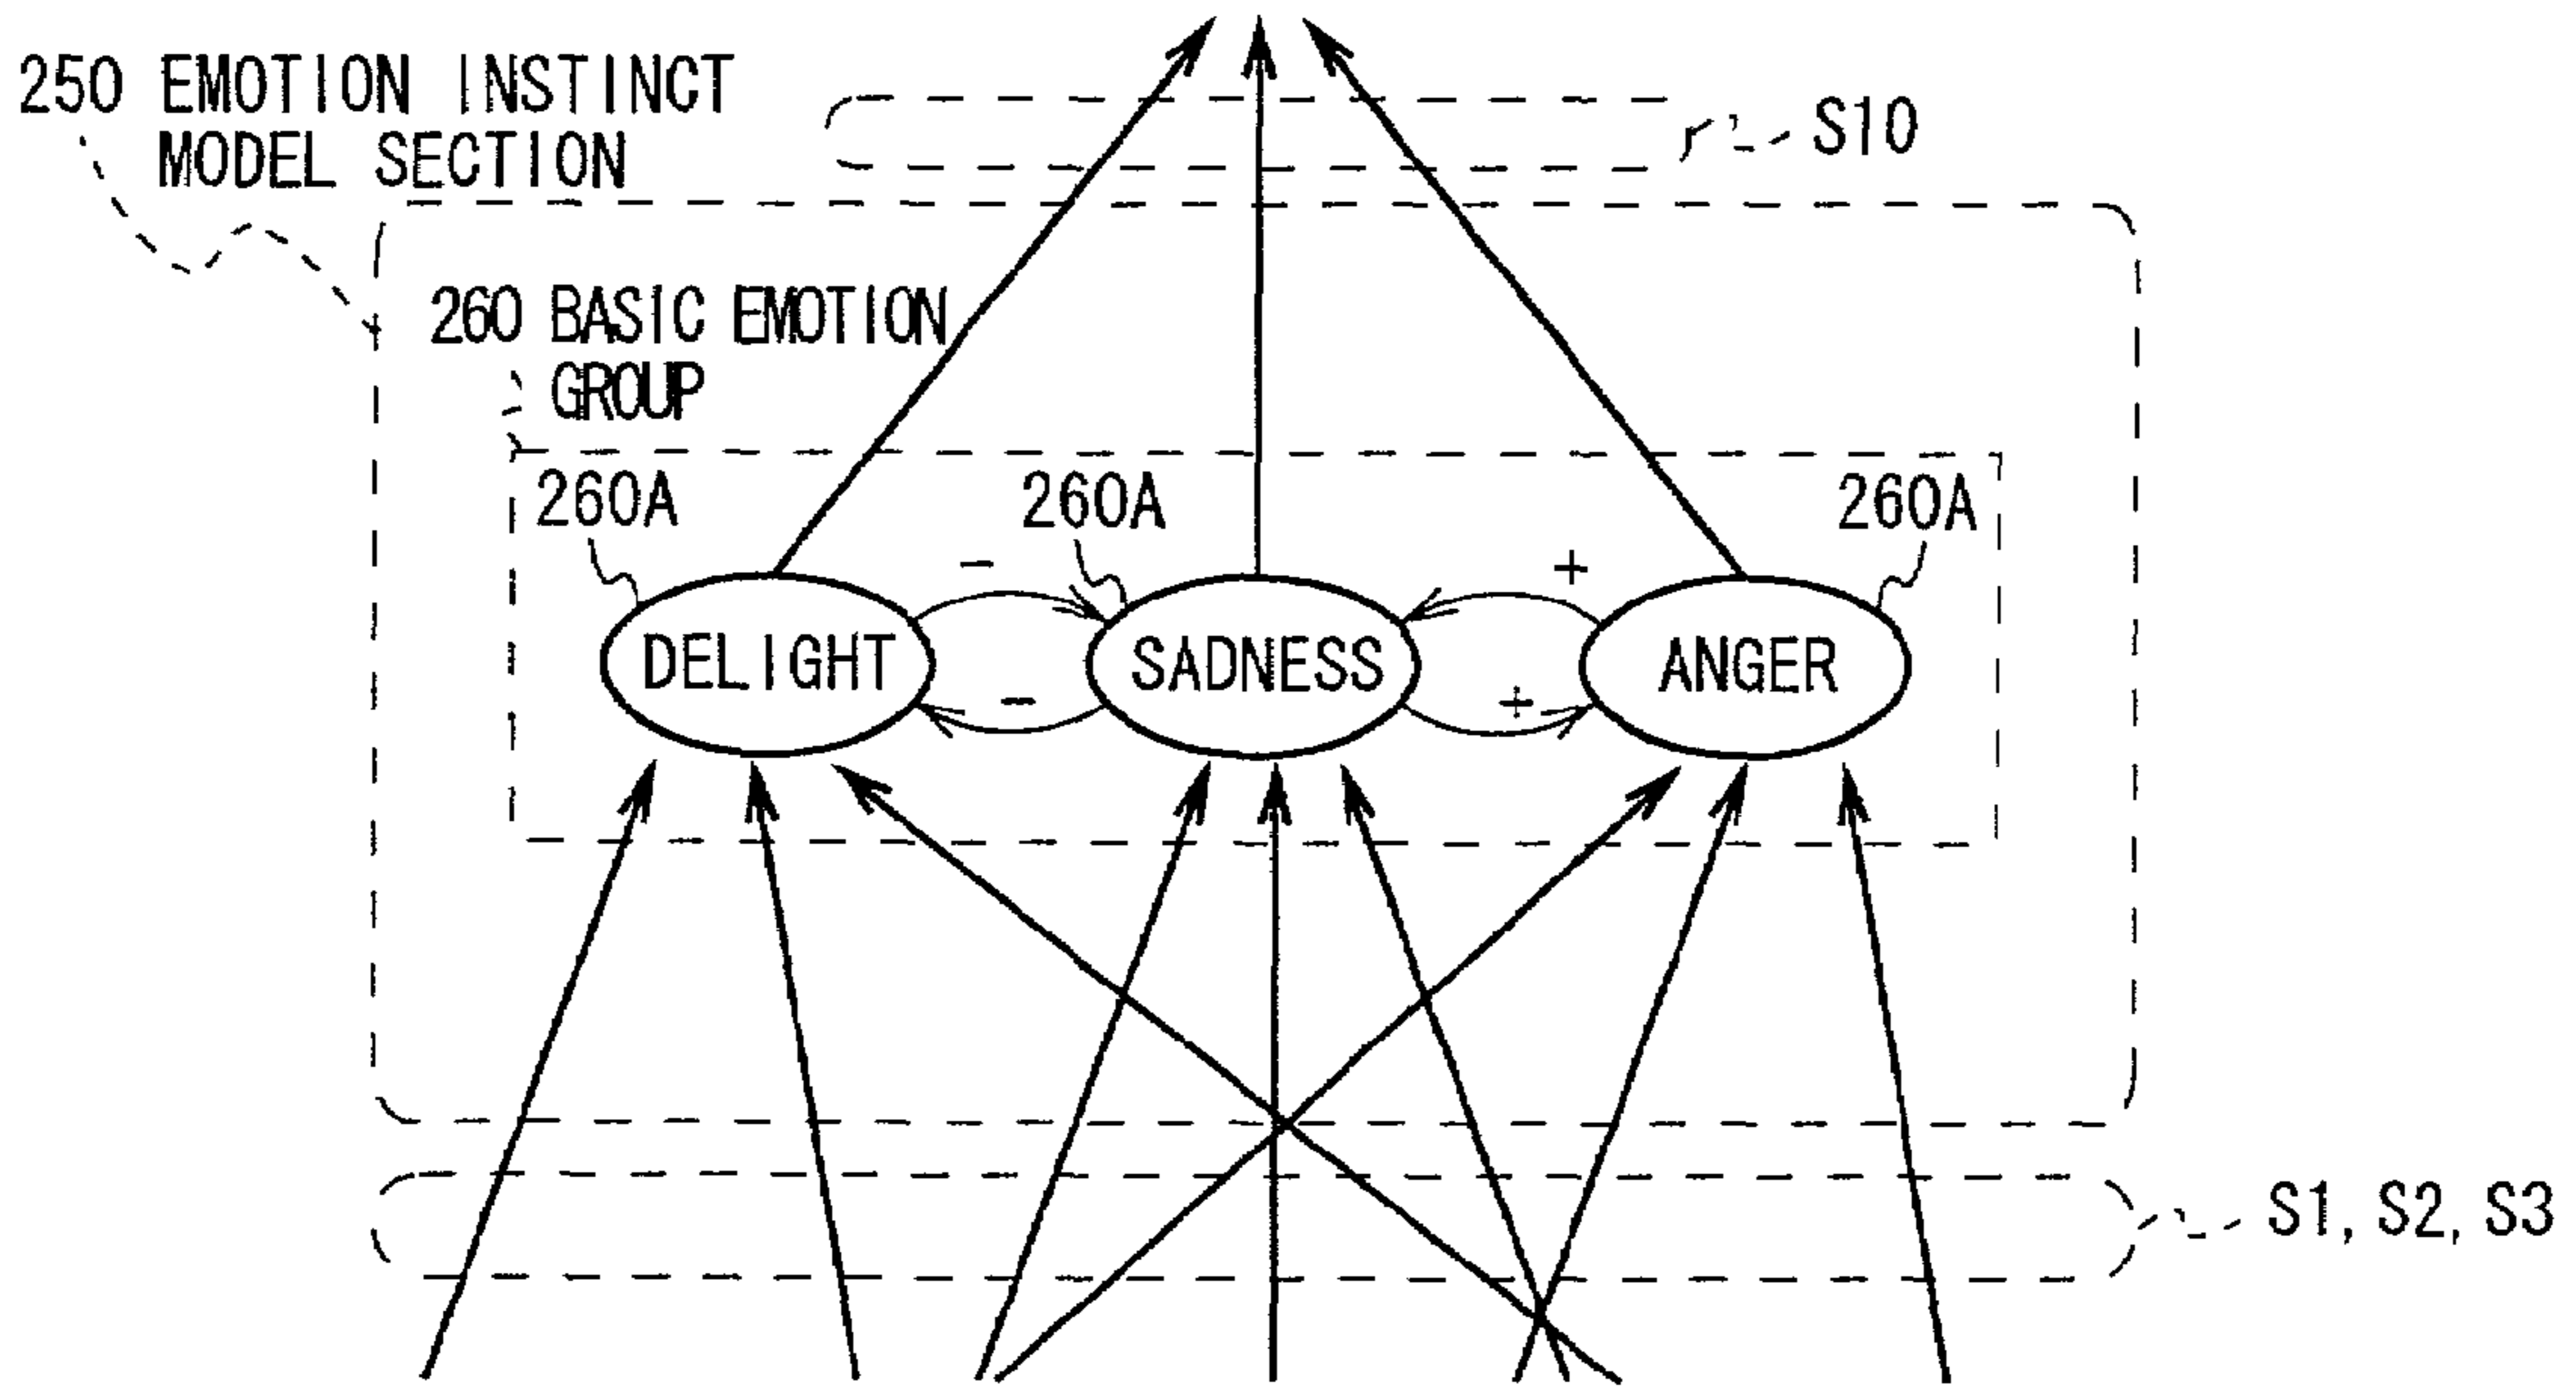 250 EMOTION INSTINCT
MODEL SECTION
S10
260 BASIC EMOTION
GROUP
260A 260A 260A
- +
DELIGHT SADNESS ANGER
- +
S1, S2, S3